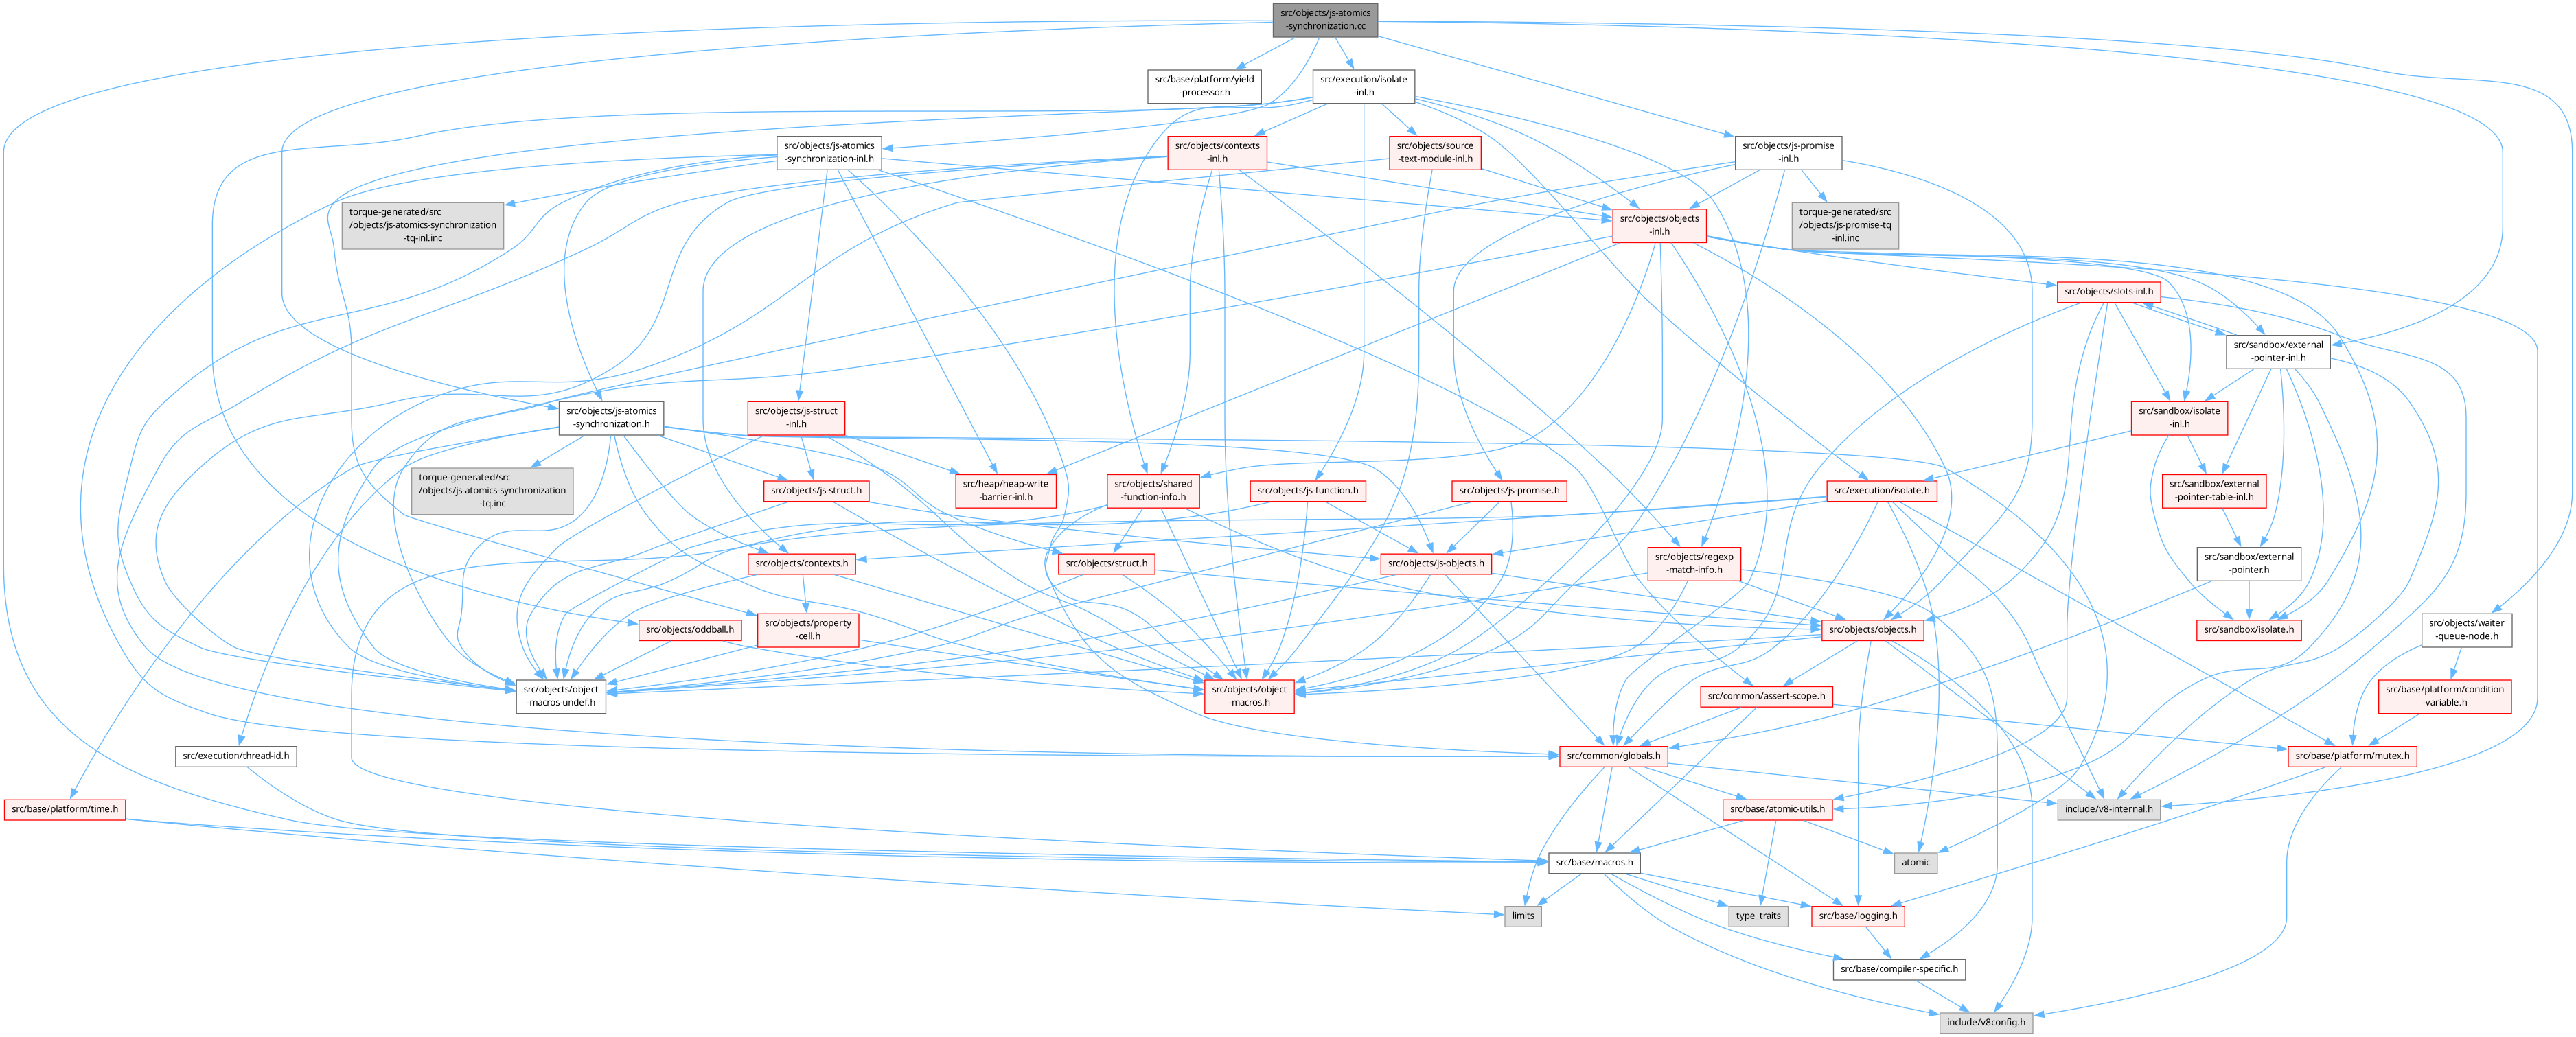 src/objects/js-atomics
-synchronization.cc
src/base/platform/yield
-processor.h
src/execution/isolate
-inl.h
src/objects/js-atomics
-synchronization-inl.h
src/objects/contexts
-inl.h
src/objects/source
-text-module-inl.h
src/objects/js-promise
-inl.h
torque-generated/src
/objects/js-atomics-synchronization
-tq-inl.inc
src/objects/objects
-inl.h
torque-generated/src
/objects/js-promise-tq
-inl.inc
src/objects/slots-inl.h
src/sandbox/external
-pointer-inl.h
src/objects/js-atomics
-synchronization.h
src/objects/js-struct
-inl.h
src/sandbox/isolate
-inl.h
torque-generated/src
/objects/js-atomics-synchronization
-tq.inc
src/objects/js-struct.h
src/heap/heap-write
-barrier-inl.h
src/objects/shared
-function-info.h
src/objects/js-function.h
src/objects/js-promise.h
src/execution/isolate.h
src/sandbox/external
-pointer-table-inl.h
src/objects/contexts.h
src/objects/struct.h
src/objects/js-objects.h
src/objects/regexp
-match-info.h
src/sandbox/external
-pointer.h
src/objects/oddball.h
src/objects/property
-cell.h
src/objects/objects.h
src/sandbox/isolate.h
src/objects/waiter
-queue-node.h
src/objects/object
-macros-undef.h
src/objects/object
-macros.h
src/common/assert-scope.h
src/base/platform/condition
-variable.h
src/execution/thread-id.h
src/common/globals.h
src/base/platform/mutex.h
src/base/platform/time.h
src/base/atomic-utils.h
include/v8-internal.h
src/base/macros.h
atomic
limits
type_traits
src/base/logging.h
src/base/compiler-specific.h
include/v8config.h